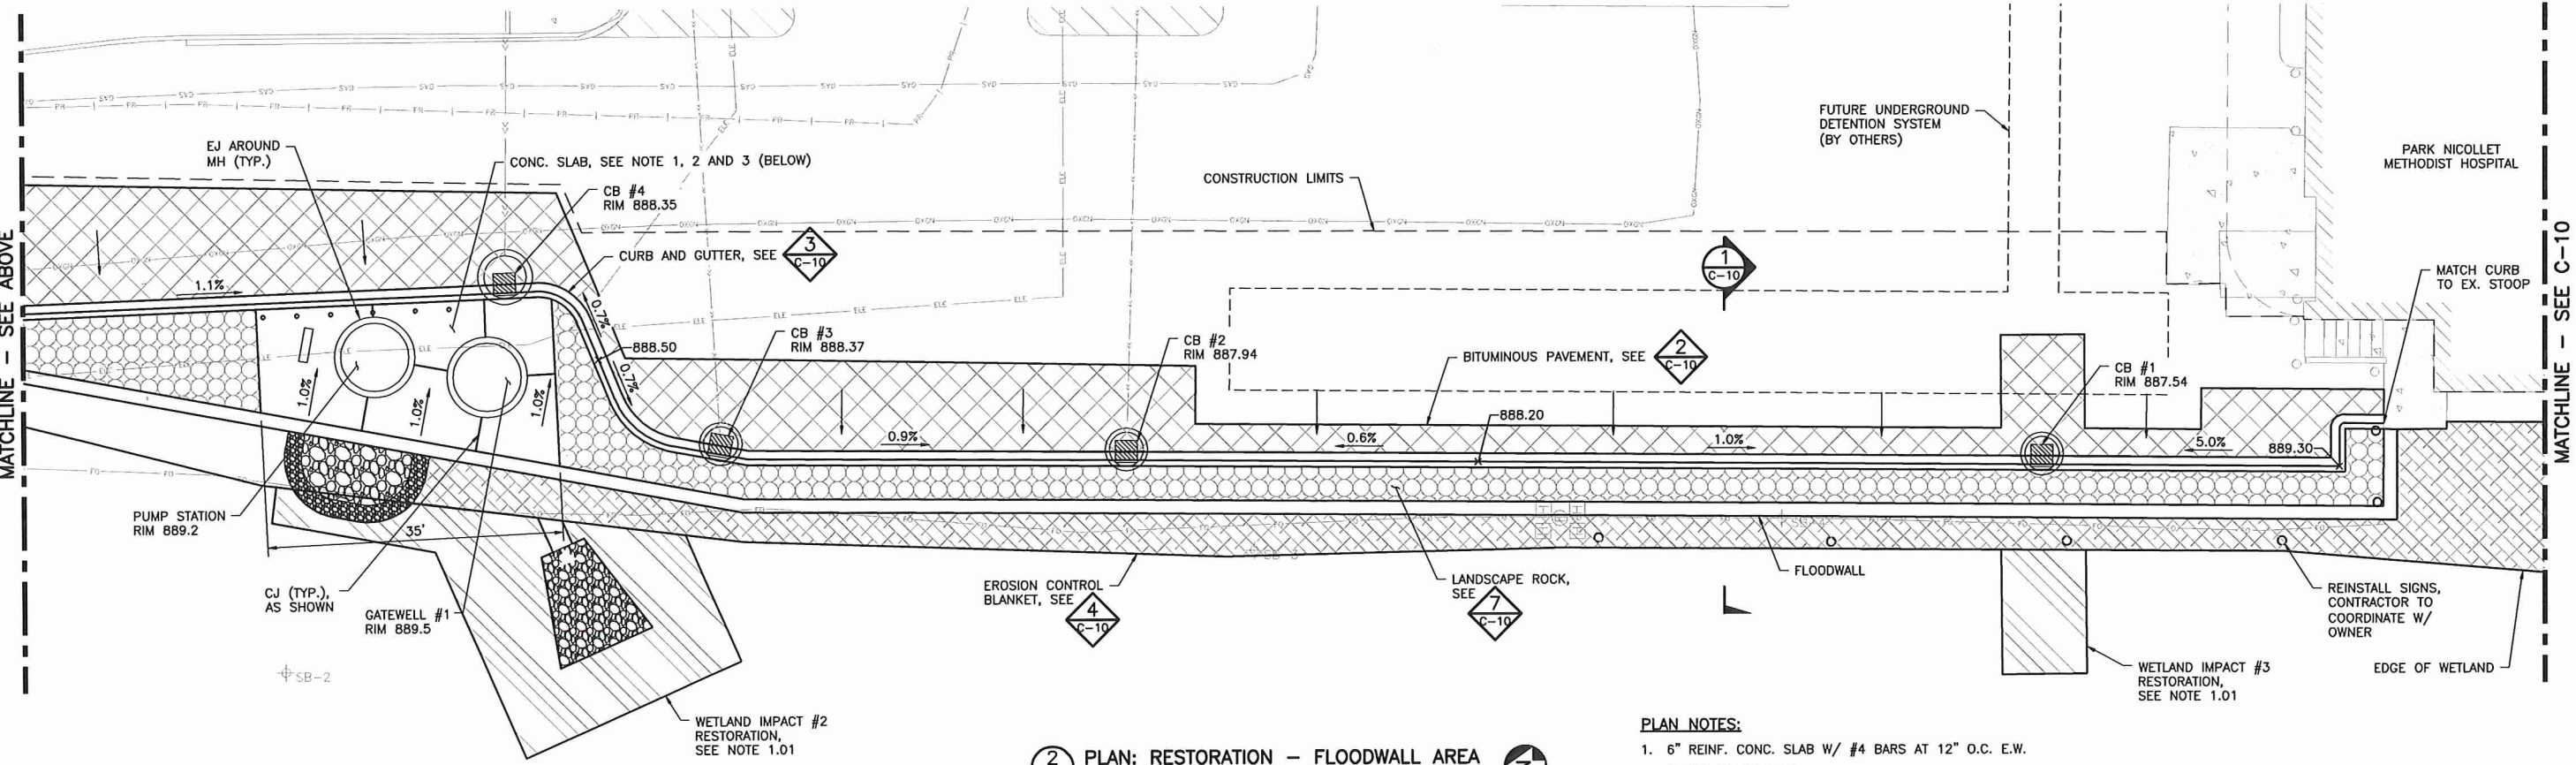 MATCHLINE - SEE ABOVE
EJ AROUND
MH (TYP.)
CONC. SLAB, SEE NOTE 1, 2 AND 3 (BELOW)
CB #4
RIM 888.35
CURB AND GUTTER, SEE
3
C-10
1.1%
0.7%
888.50
0.7%
1.0%
1.0%
1.0%
CB #3
RIM 888.37
CB #2
RIM 887.94
CONSTRUCTION LIMITS
FUTURE UNDERGROUND
DETENTION SYSTEM
(BY OTHERS)
PARK NICOLLET
METHODIST HOSPITAL
1
C-10
BITUMINOUS PAVEMENT, SEE
2
C-10
CB #1
RIM 887.54
MATCH CURB
TO EX. STOOP
MATCHLINE - SEE C-10
0.9%
0.6%
888.20
1.0%
5.0%
889.30
PUMP STATION
RIM 889.2
35'
CJ (TYP.),
AS SHOWN
GATEWELL #1
RIM 889.5
SB-2
EROSION CONTROL
BLANKET, SEE
4
C-10
LANDSCAPE ROCK,
SEE
7
C-10
FLOODWALL
REINSTALL SIGNS,
CONTRACTOR TO
COORDINATE W/
OWNER
EDGE OF WETLAND
WETLAND IMPACT #2
RESTORATION,
SEE NOTE 1.01
WETLAND IMPACT #3
RESTORATION,
SEE NOTE 1.01
2 PLAN: RESTORATION - FLOODWALL AREA
PLAN NOTES:
1. 6" REINF. CONC. SLAB W/ #4 BARS AT 12" O.C. E.W.